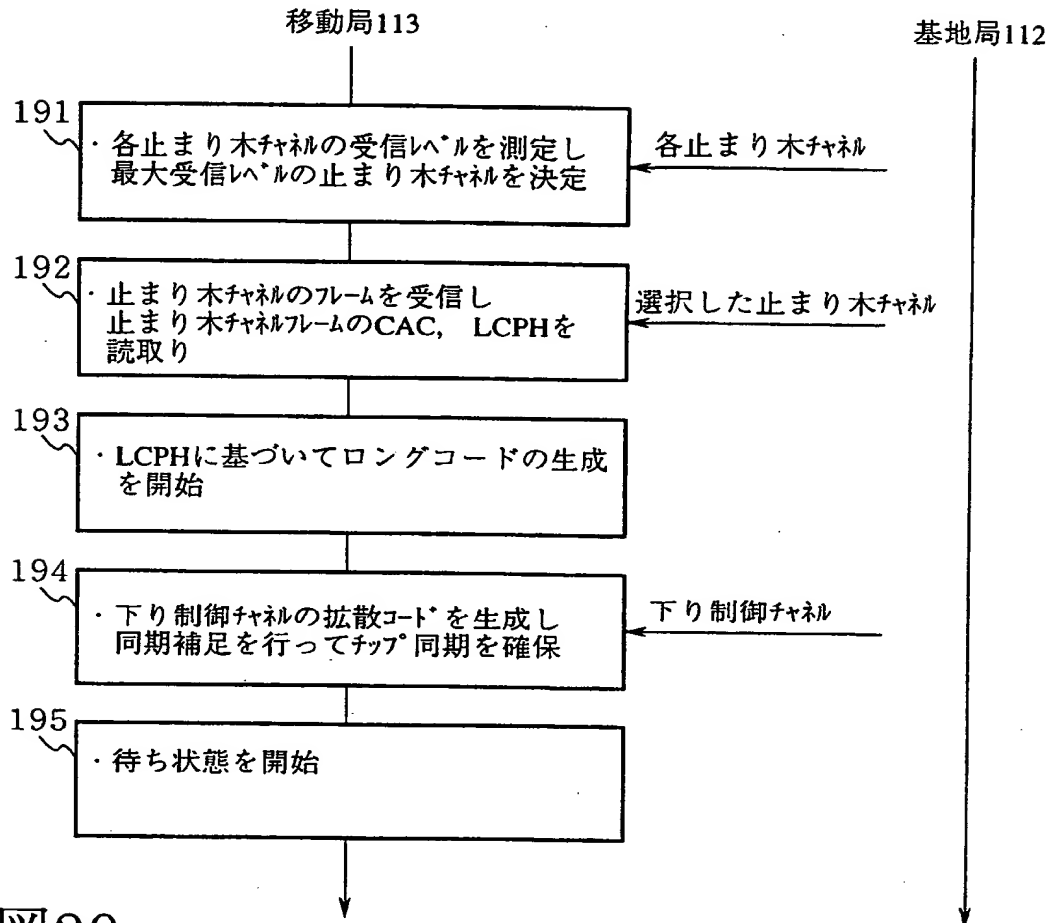 移動局113
基地局112
191
・各止まり木チャネルの受信レベルを測定し
最大受信レベルの止まり木チャネルを決定
各止まり木チャネル
192
・止まり木チャネルのフレームを受信し
止まり木チャネルフレームのCAC, LCPHを
読取り
選択した止まり木チャネル
193
・LCPHに基づいてロングコードの生成
を開始
194
・下り制御チャネルの拡散コードを生成し
同期補足を行ってチップ同期を確保
下り制御チャネル
195
・待ち状態を開始